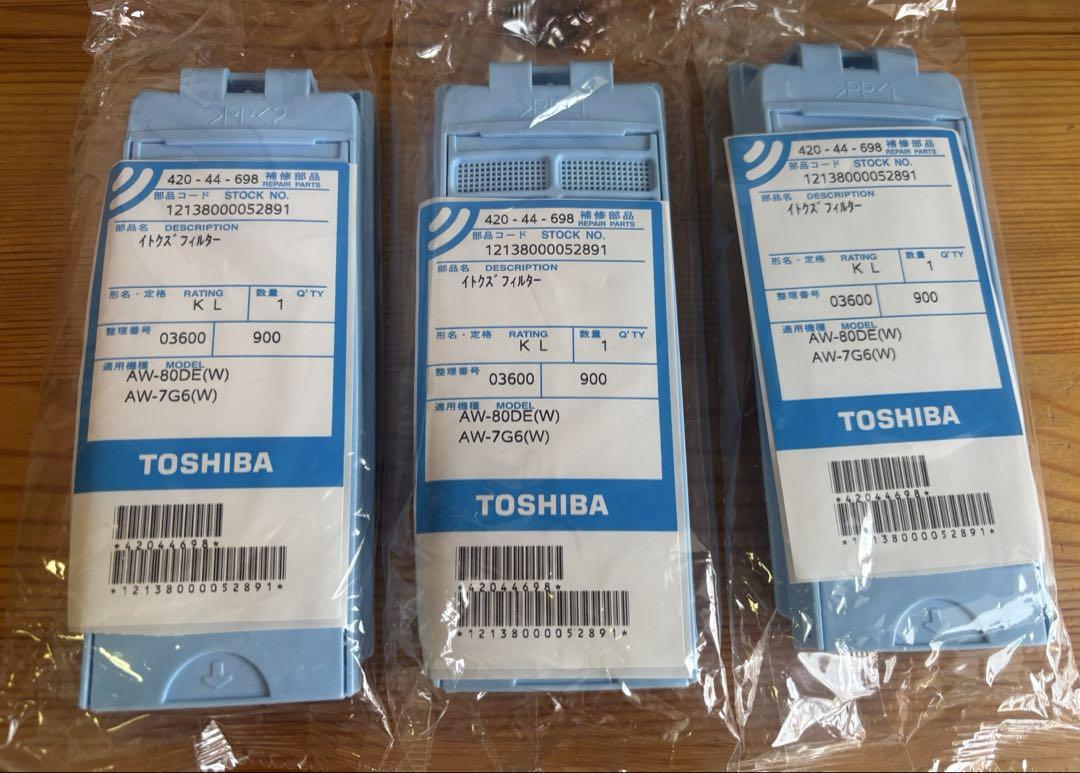 >PP<2
420-44-698 補修部品
REPAIR PARTS
部品コード STOCK NO.
12138000052891
部品名 DESCRIPTION
イトクズフィルター
形名・定格 RATING 数量 Q'TY
K L 1
整理番号 03600 900
適用機種 MODEL
AW-80DE(W)
AW-7G6(W)
TOSHIBA
*42044698*
*12138000052891*
>PP<1
420-44-698 補修部品
REPAIR PARTS
部品コード STOCK NO.
12138000052891
部品名 DESCRIPTION
イトクズフィルター
形名・定格 RATING 数量 Q'TY
K L 1
整理番号 03600 900
適用機種 MODEL
AW-80DE(W)
AW-7G6(W)
TOSHIBA
*42044698*
*12138000052891*
>PP<1
420-44-698 補修部品
REPAIR PARTS
部品コード STOCK NO.
12138000052891
部品名 DESCRIPTION
イトクズフィルター
形名・定格 RATING 数量 Q'TY
K L 1
整理番号 03600 900
適用機種 MODEL
AW-80DE(W)
AW-7G6(W)
TOSHIBA
*42044698*
*12138000052891*